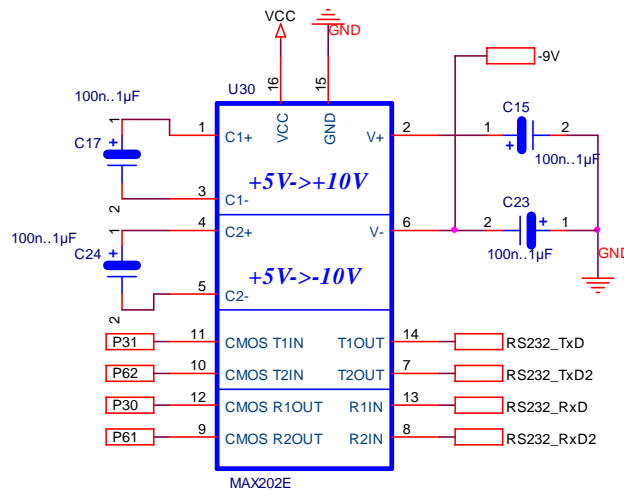 VCC
GND
-9V
100n..1µF
U30
16
15
C15
1
C17
+
2
1
C1+
VCC
GND
V+
2
1
+
2
100n..1µF
3
C1-
+5V->+10V
C23
100n..1µF
1
C24
+
2
4
C2+
V-
6
2
+
1
100n..1µF
GND
+5V->-10V
5
C2-
P31
11
CMOS T1IN
T1OUT
14
RS232_TxD
P62
10
CMOS T2IN
T2OUT
7
RS232_TxD2
P30
12
CMOS R1OUT
R1IN
13
RS232_RxD
P61
9
CMOS R2OUT
R2IN
8
RS232_RxD2
MAX202E